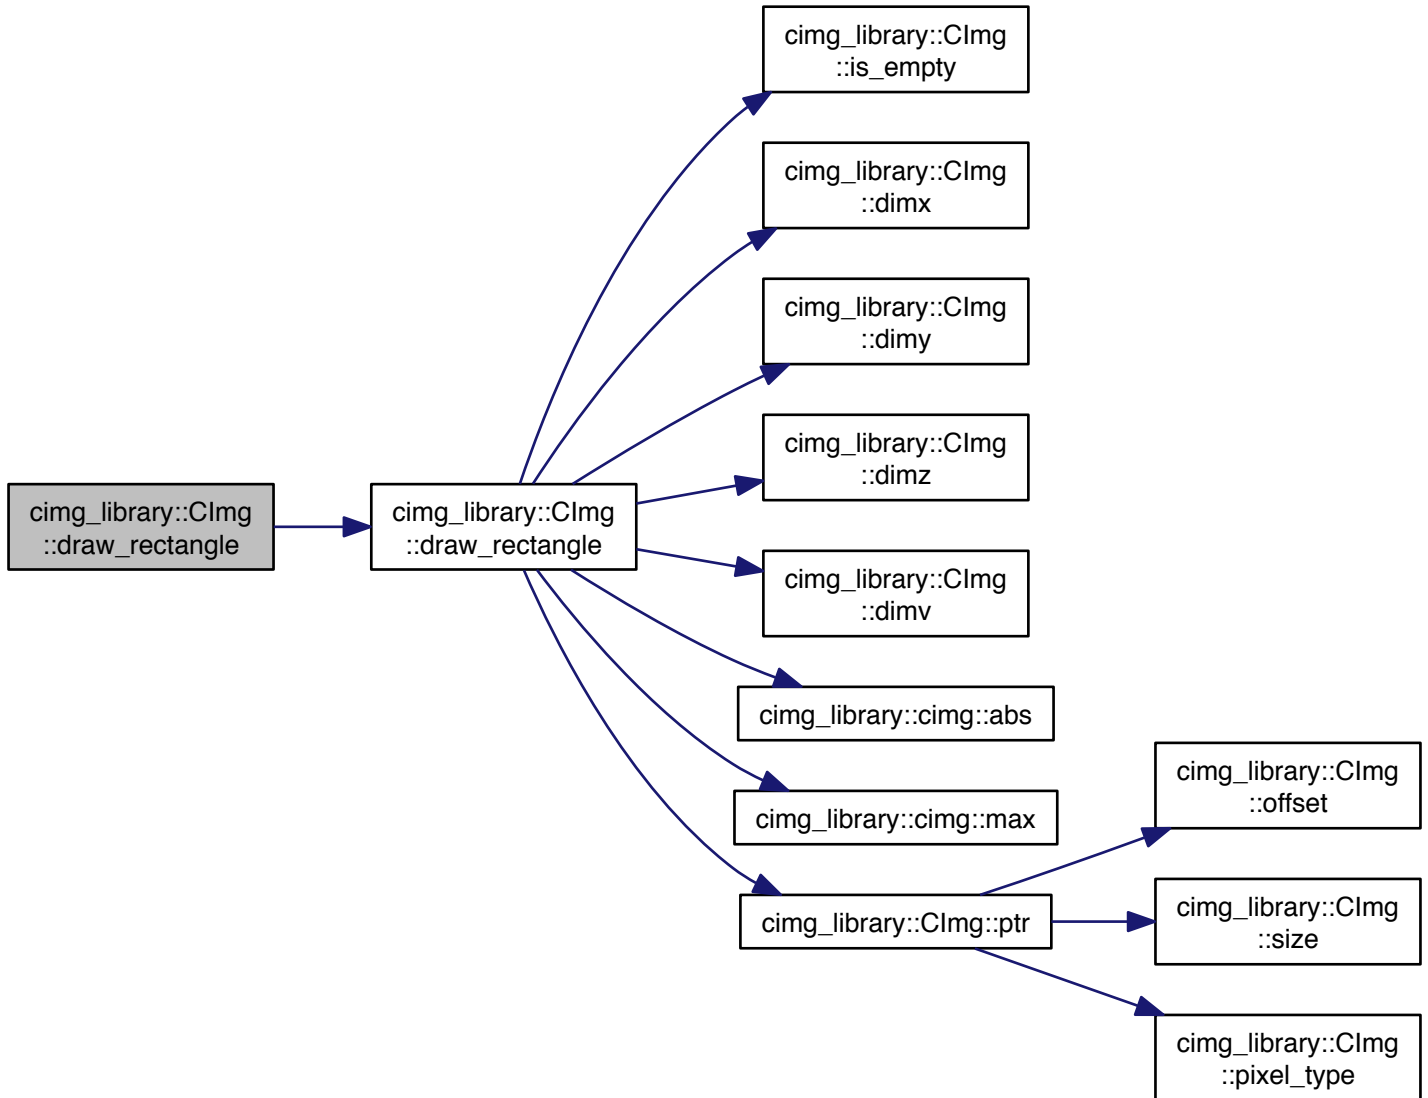 cimg_library::CImg
::is_empty
cimg_library::CImg
::dimx
cimg_library::CImg
::dimy
cimg_library::CImg
::dimz
cimg_library::CImg
::draw_rectangle
cimg_library::CImg
::draw_rectangle
cimg_library::CImg
::dimv
cimg_library::cimg::abs
cimg_library::cimg::max
cimg_library::CImg::ptr
cimg_library::CImg
::offset
cimg_library::CImg
::size
cimg_library::CImg
::pixel_type